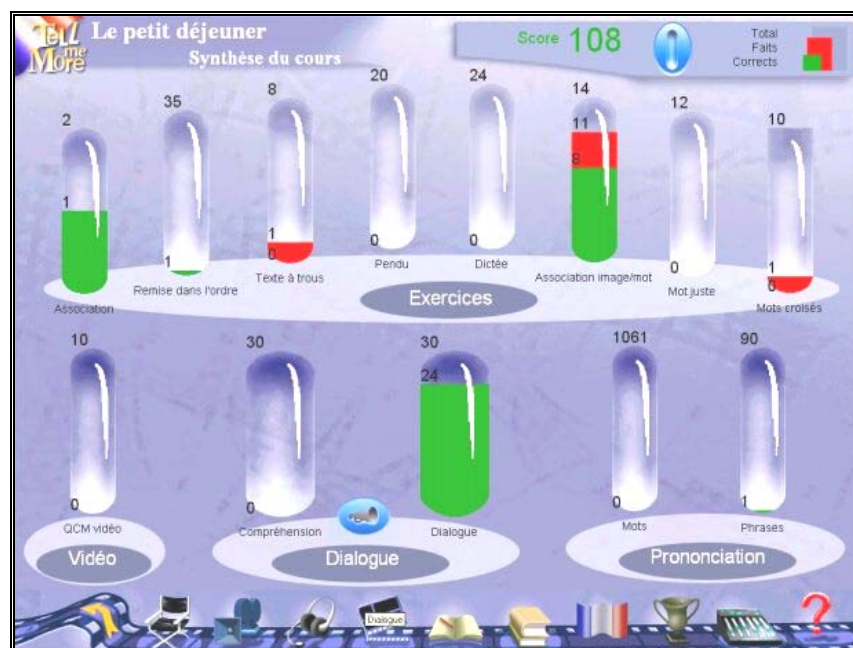 TeLL me More
Le petit déjeuner
Synthèse du cours
Score 108
Total
Faits
Corrects
2
1
Association
35
1
Remise dans l'ordre
8
1
0
Texte à trous
20
0
Pendu
24
0
Dictée
14
11
8
Association image/mot
12
0
Mot juste
10
1
0
Mots croisés
Exercices
10
0
QCM vidéo
Vidéo
30
0
Compréhension
30
24
Dialogue
Dialogue
1061
0
Mots
90
1
Phrases
Prononciation
Dialogue
?